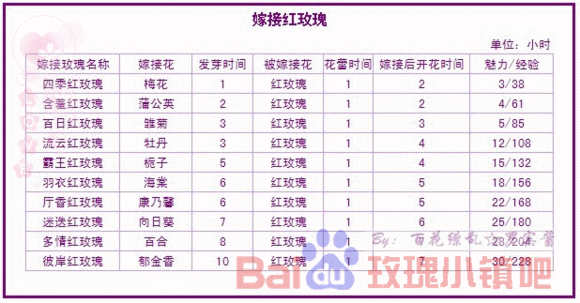 嫁接红玫瑰
单位：小时
嫁接玫瑰名称 嫁接花 发芽时间 被嫁接花 花蕾时间 嫁接后开花时间 魅力/经验
四季红玫瑰 梅花 1 红玫瑰 1 2 3/38
含羞红玫瑰 蒲公英 2 红玫瑰 1 2 4/61
百日红玫瑰 雏菊 3 红玫瑰 1 3 5/85
流云红玫瑰 牡丹 3 红玫瑰 1 4 12/108
霸王红玫瑰 栀子 5 红玫瑰 1 4 15/132
羽衣红玫瑰 海棠 6 红玫瑰 1 5 18/156
厅香红玫瑰 康乃馨 6 红玫瑰 1 5 22/168
迷迭红玫瑰 向日葵 7 红玫瑰 1 6 25/180
By：百花缭乱
多情红玫瑰 百合 8 红玫瑰 1 28/204
彼岸红玫瑰 郁金香 10 红玫瑰 1 7 30/228
Bai 玫瑰小镇吧